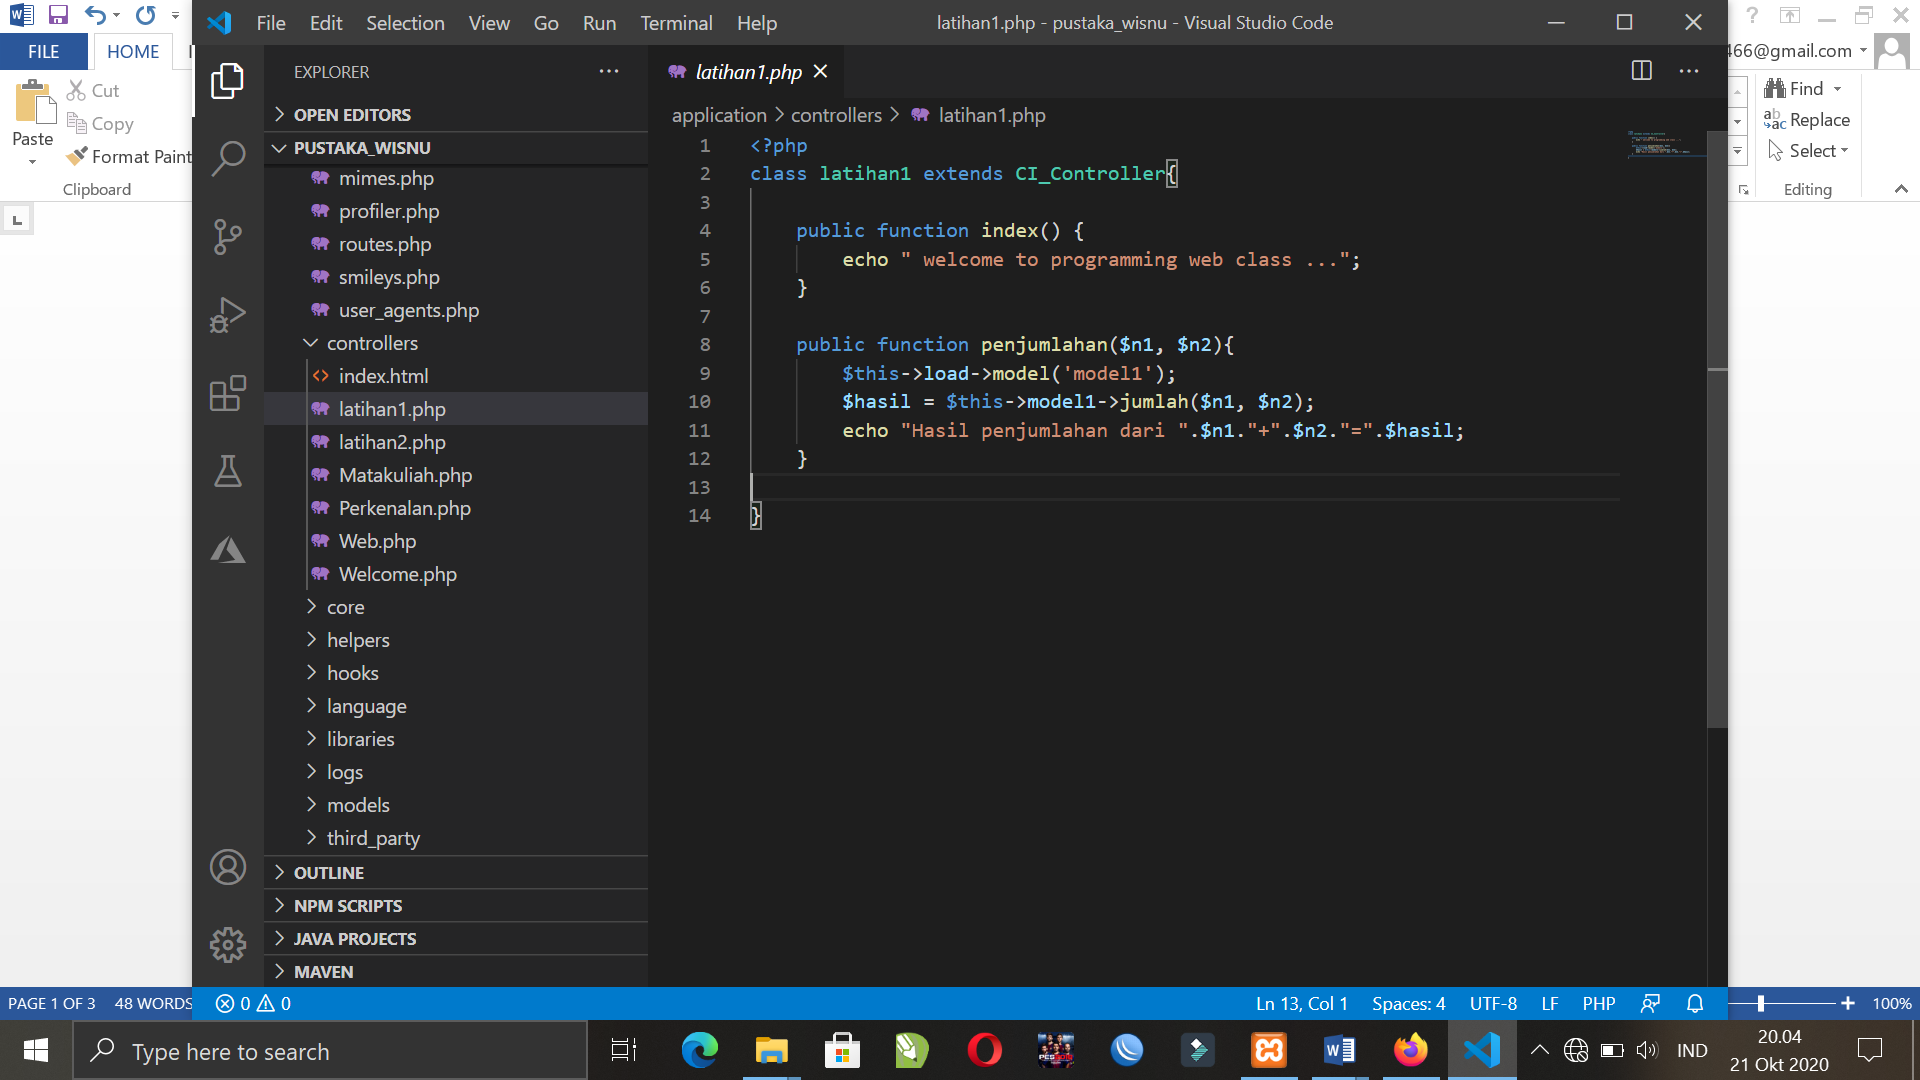 File Edit Selection View Go Run Terminal Help
latihan1.php - pustaka_wisnu - Visual Studio Code
466@gmail.com
FILE HOME
Cut
Copy
Paste
Format Paint
Clipboard
Find
Replace
Select
Editing
EXPLORER
OPEN EDITORS
PUSTAKA_WISNU
mimes.php
profiler.php
routes.php
smileys.php
user_agents.php
controllers
index.html
latihan1.php
latihan2.php
Matakuliah.php
Perkenalan.php
Web.php
Welcome.php
core
helpers
hooks
language
libraries
logs
models
third_party
OUTLINE
NPM SCRIPTS
JAVA PROJECTS
MAVEN
latihan1.php
application > controllers > latihan1.php
1 <?php
2 class latihan1 extends CI_Controller{
3
4 public function index() {
5 echo " welcome to programming web class ...";
6 }
7
8 public function penjumlahan($n1, $n2){
9 $this->load->model('model1');
10 $hasil = $this->model1->jumlah($n1, $n2);
11 echo "Hasil penjumlahan dari ".$n1."+".$n2."=".$hasil;
12 }
13
14 }
PAGE 1 OF 3 48 WORDS
0 0
Ln 13, Col 1 Spaces: 4 UTF-8 LF PHP
100%
Type here to search
IND
20.04
21 Okt 2020